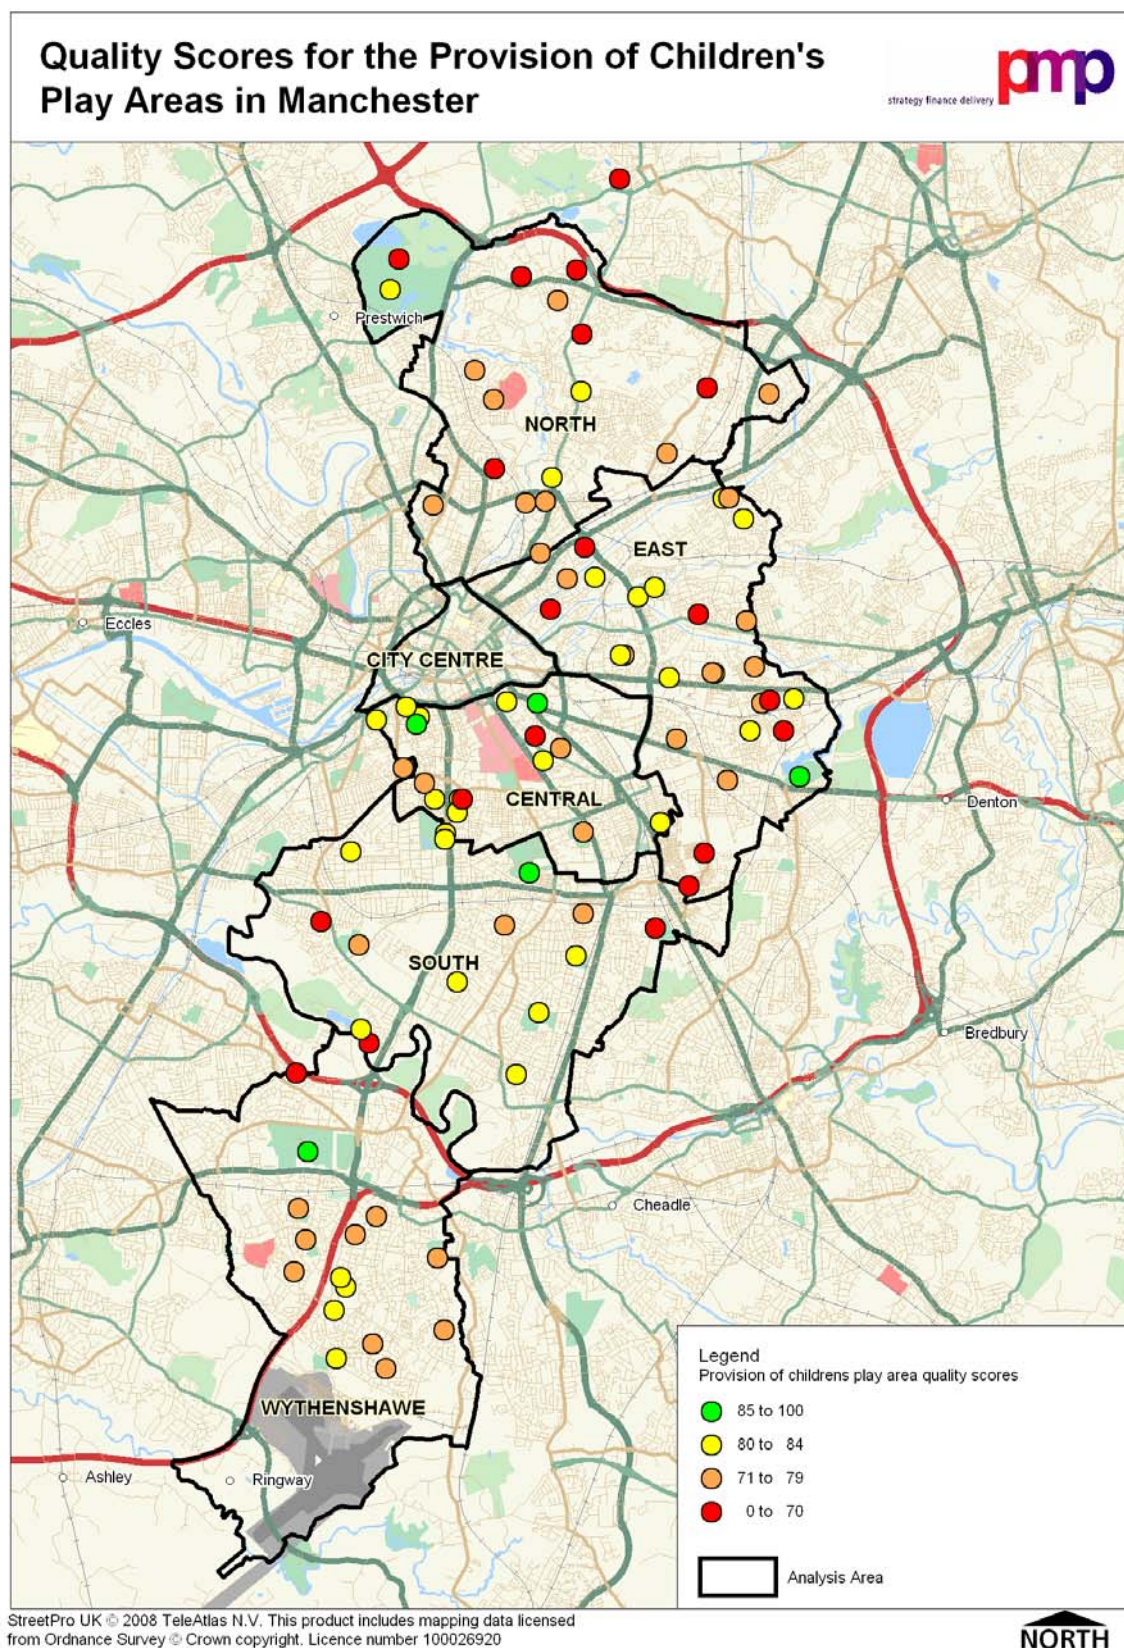 Quality Scores for the Provision of Children's
Play Areas in Manchester
strategy finance delivery pmp
Prestwich
NORTH
EAST
Eccles
CITY CENTRE
CENTRAL
Denton
SOUTH
Bredbury
Cheadle
WYTHENSHAWE
Ashley
Ringway
Legend
Provision of childrens play area quality scores
85 to 100
80 to 84
71 to 79
0 to 70
Analysis Area
StreetPro UK © 2008 TeleAtlas N.V. This product includes mapping data licensed
from Ordnance Survey © Crown copyright. Licence number 100026920
NORTH